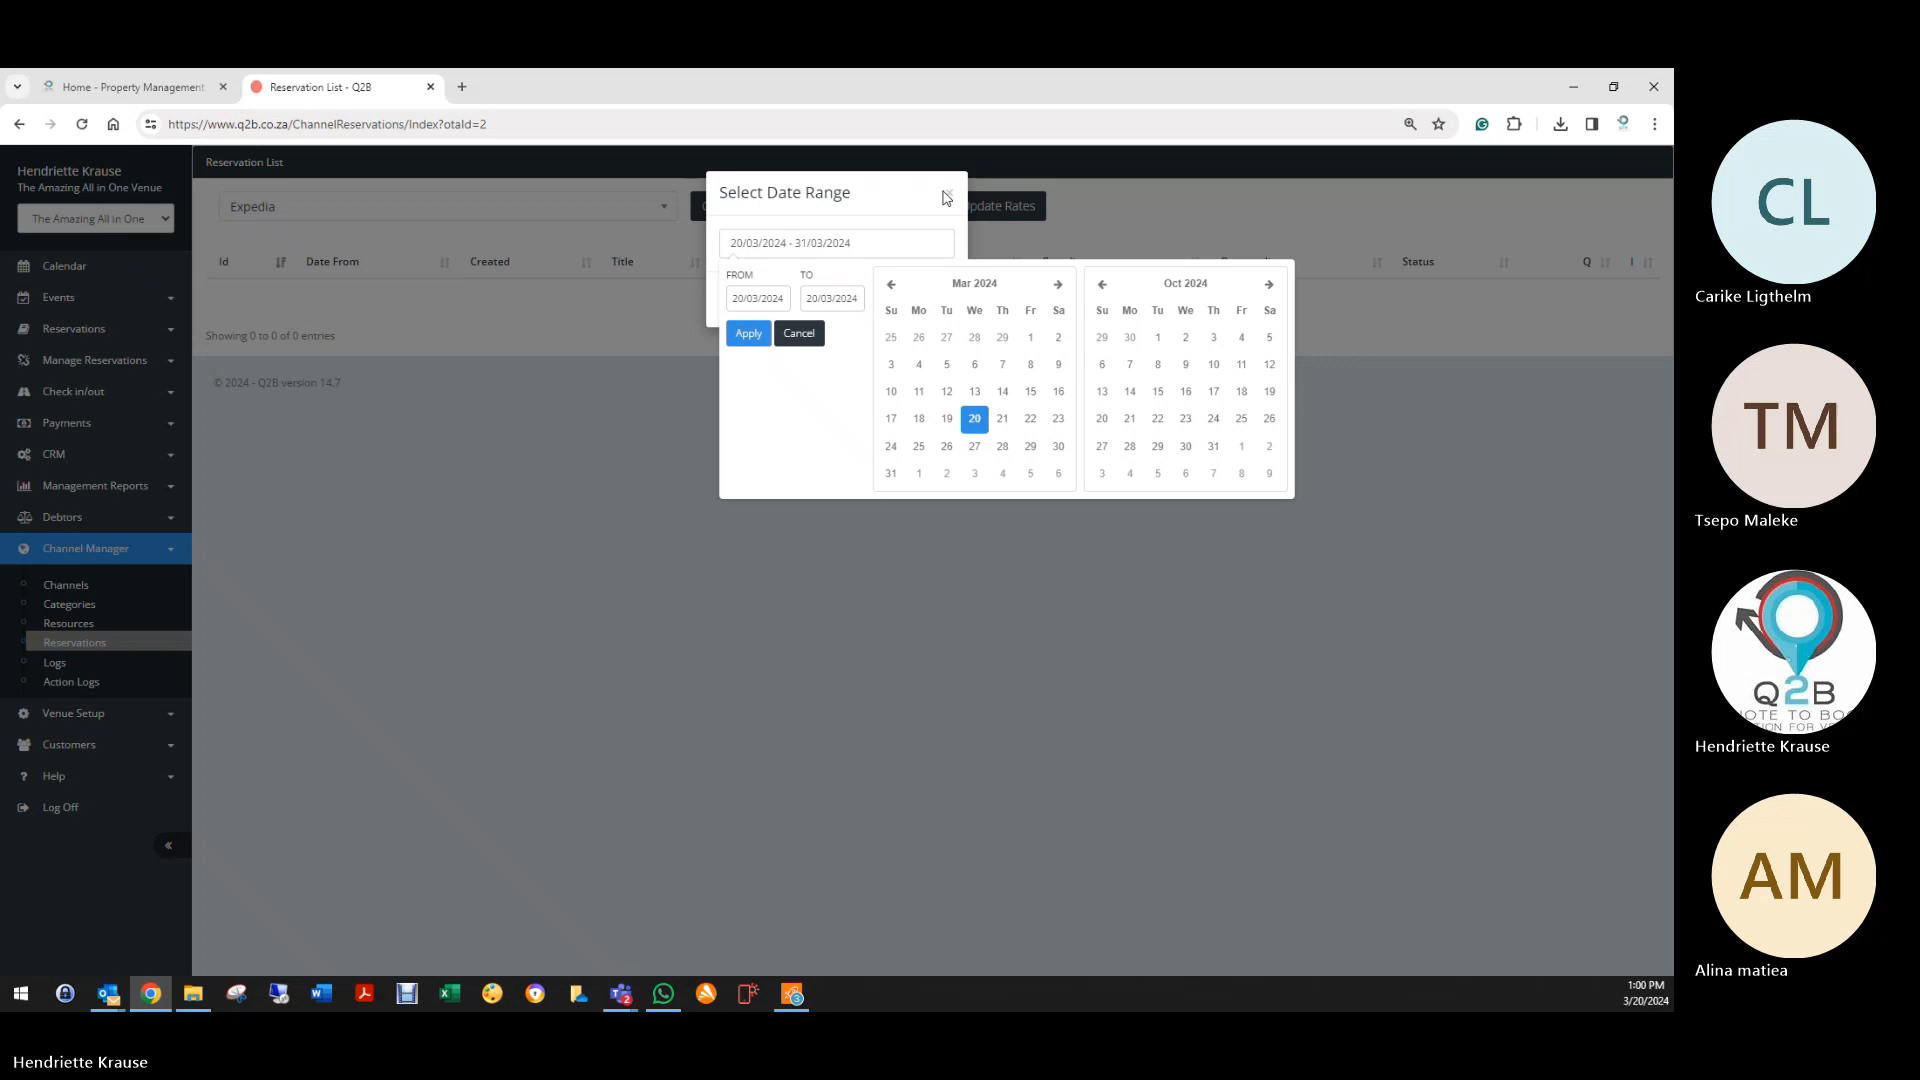 Home - Property Management
Reservation List - Q2B
https://www.q2b.co.za/ChannelReservations/Index?otaId=2
Hendriette Krause
The Amazing All in One Venue
The Amazing All in One
Calendar
Events
Reservations
Manage Reservations
Check in/out
Payments
CRM
Management Reports
Debtors
Channel Manager
Channels
Categories
Resources
Reservations
Logs
Action Logs
Venue Setup
Customers
Help
Log Off
Reservation List
Expedia
Update Rates
Id Date From Created Title Status Q I
Showing 0 to 0 of 0 entries
© 2024 - Q2B version 14.7
Select Date Range
20/03/2024 - 31/03/2024
FROM TO
20/03/2024 20/03/2024
Apply Cancel
Mar 2024
Su Mo Tu We Th Fr Sa
25 26 27 28 29 1 2
3 4 5 6 7 8 9
10 11 12 13 14 15 16
17 18 19 20 21 22 23
24 25 26 27 28 29 30
31 1 2 3 4 5 6
Oct 2024
Su Mo Tu We Th Fr Sa
29 30 1 2 3 4 5
6 7 8 9 10 11 12
13 14 15 16 17 18 19
20 21 22 23 24 25 26
27 28 29 30 31 1 2
3 4 5 6 7 8 9
CL
Carike Ligthelm
TM
Tsepo Maleke
Q2B
OTE TO BO
TION FOR V
Hendriette Krause
AM
Alina matiea
1:00 PM
3/20/2024
Hendriette Krause